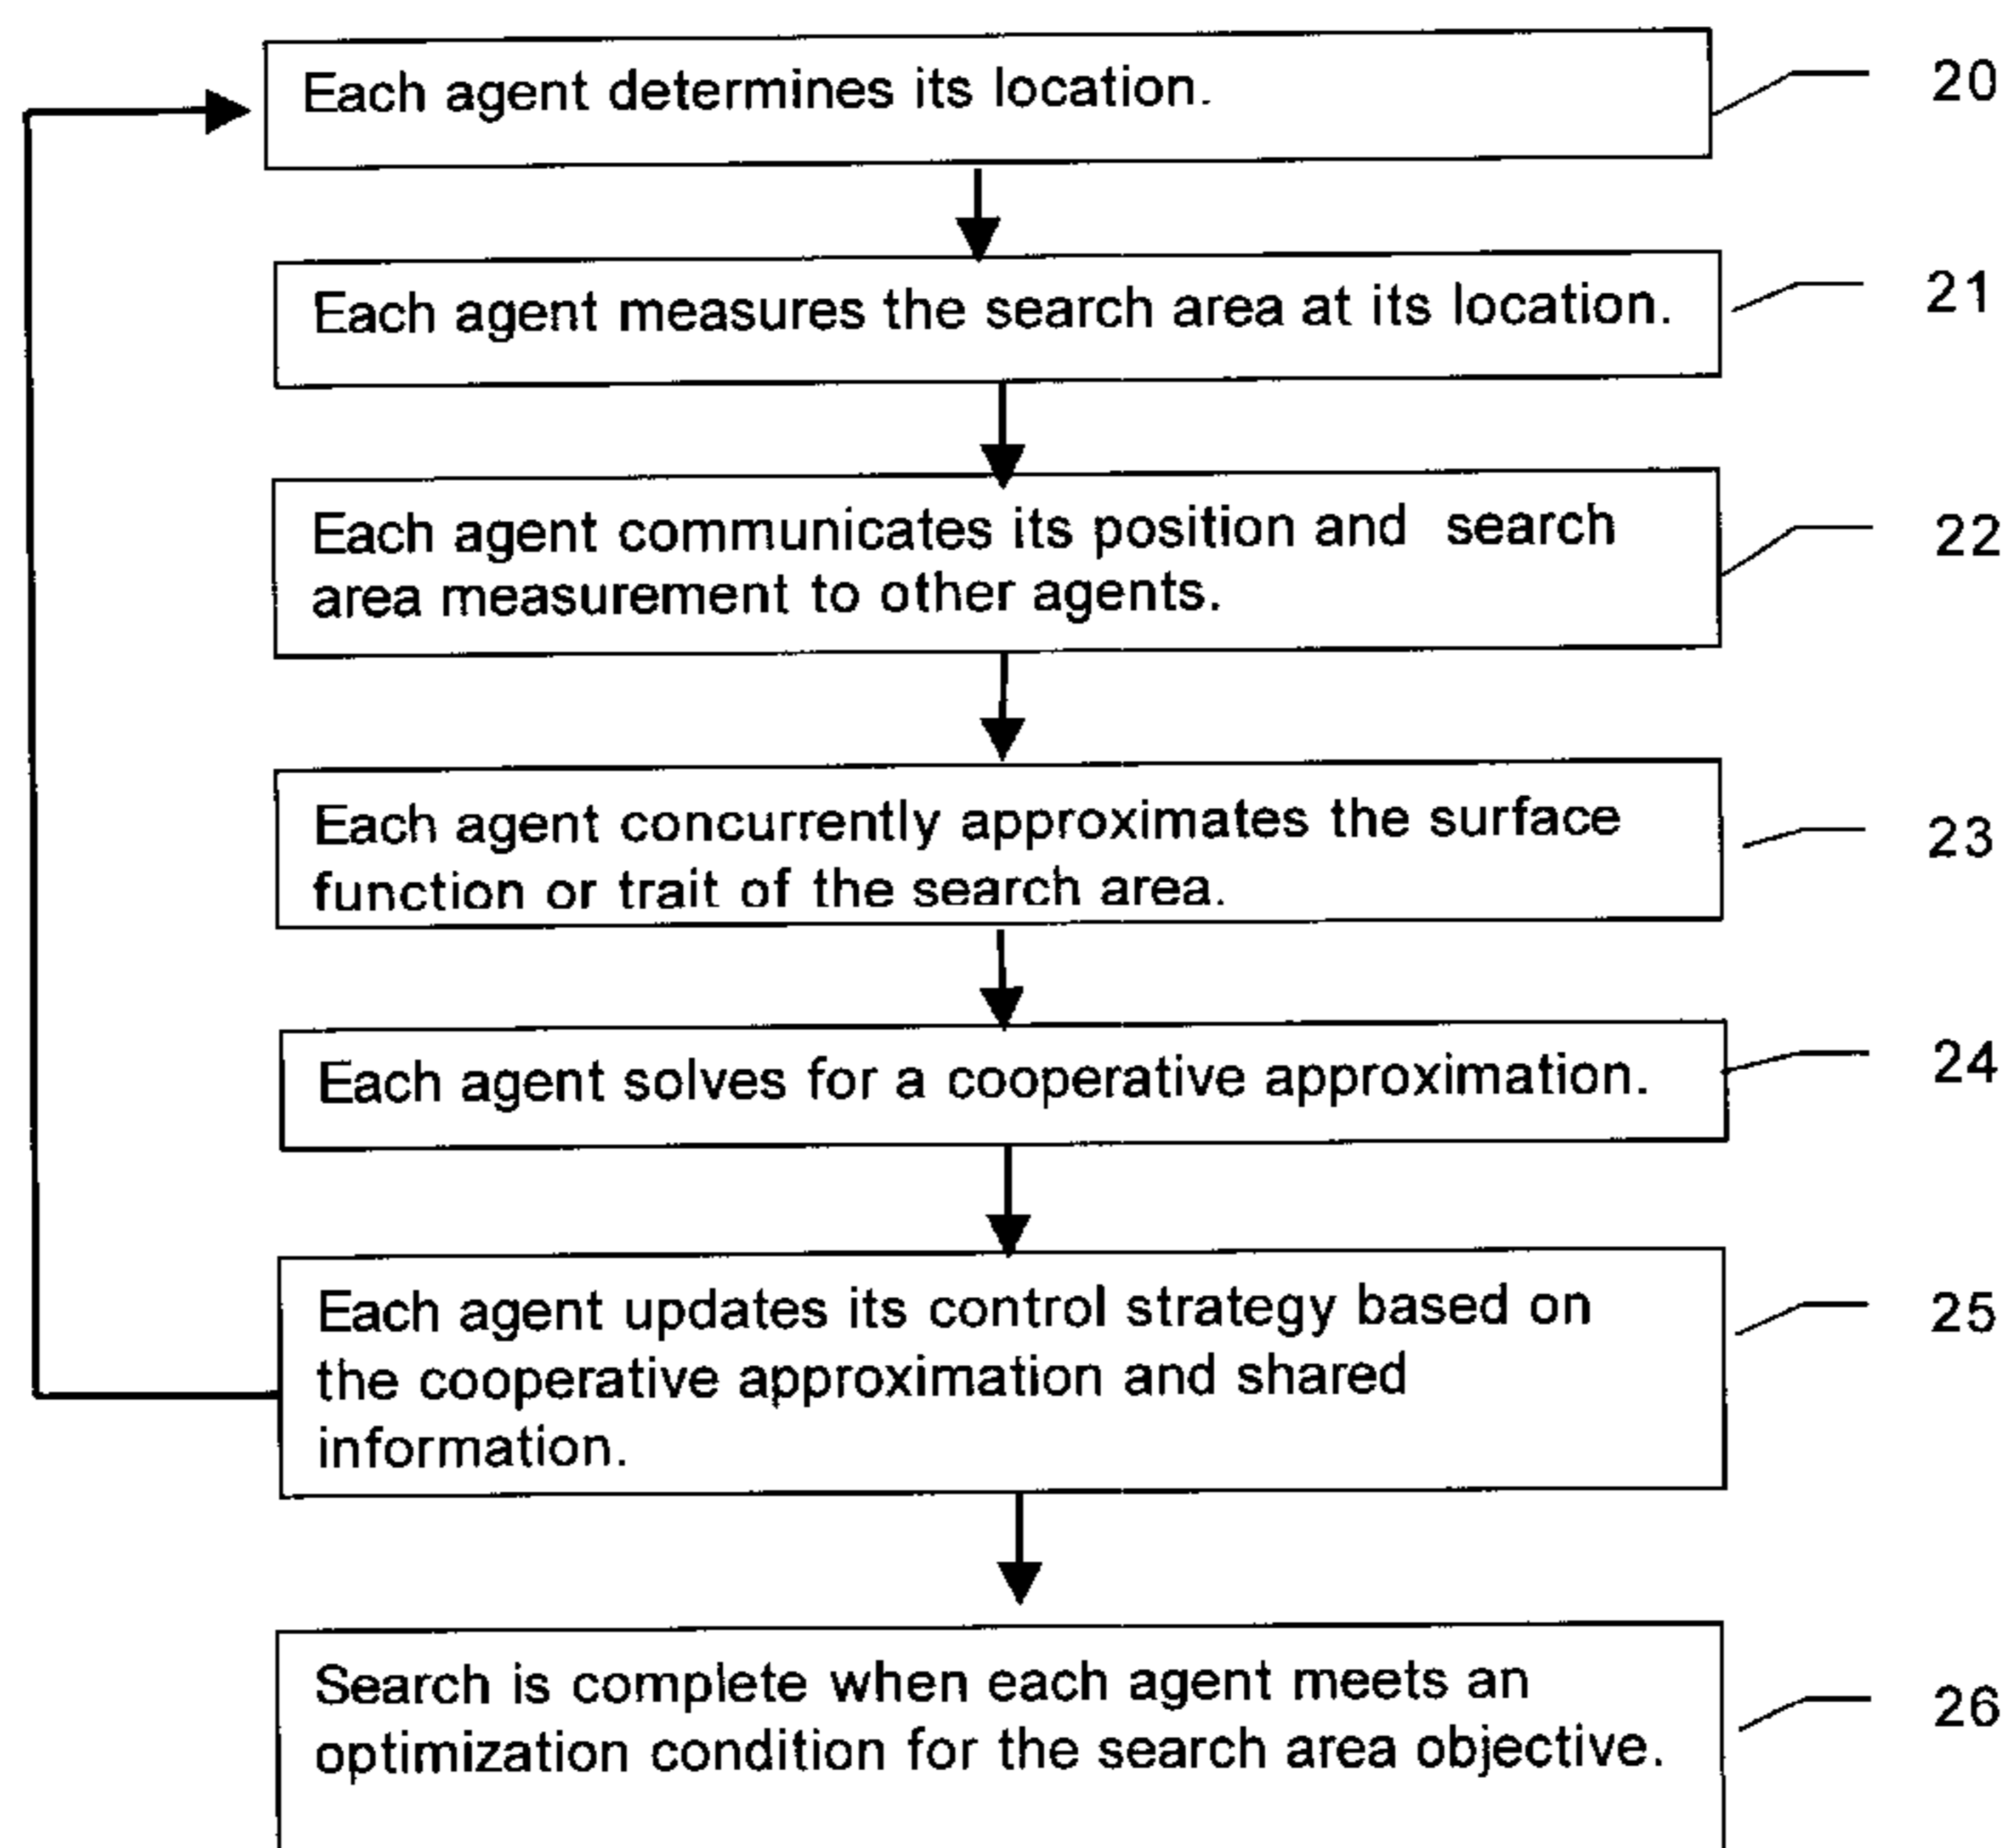 Each agent determines its location.
20
Each agent measures the search area at its location.
21
Each agent communicates its position and search
area measurement to other agents.
22
Each agent concurrently approximates the surface
function or trait of the search area.
23
Each agent solves for a cooperative approximation.
24
Each agent updates its control strategy based on
the cooperative approximation and shared
information.
25
Search is complete when each agent meets an
optimization condition for the search area objective.
26